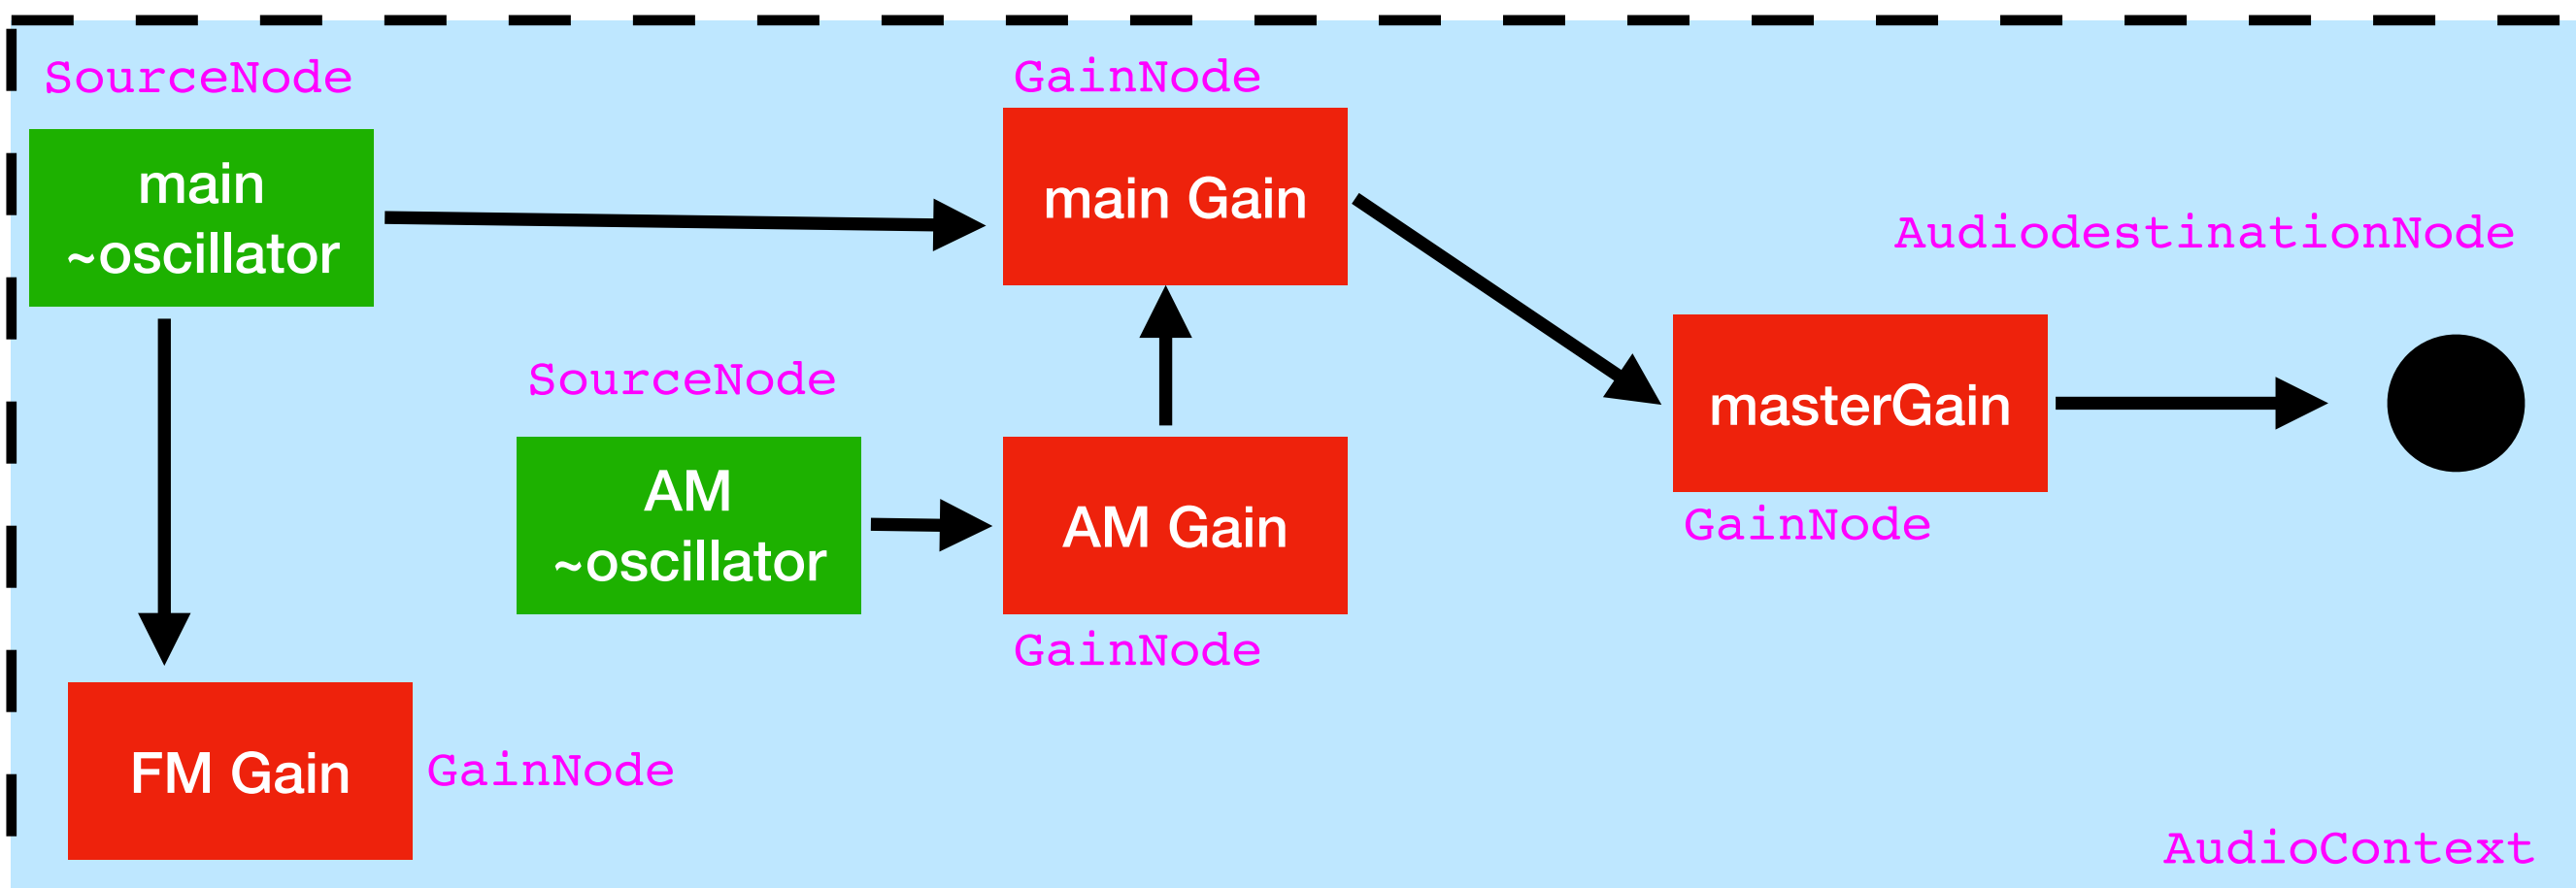 SourceNode
GainNode
main
~oscillator
main Gain
AudiodestinationNode
SourceNode
masterGain
AM
~oscillator
AM Gain
GainNode
GainNode
FM Gain
GainNode
AudioContext